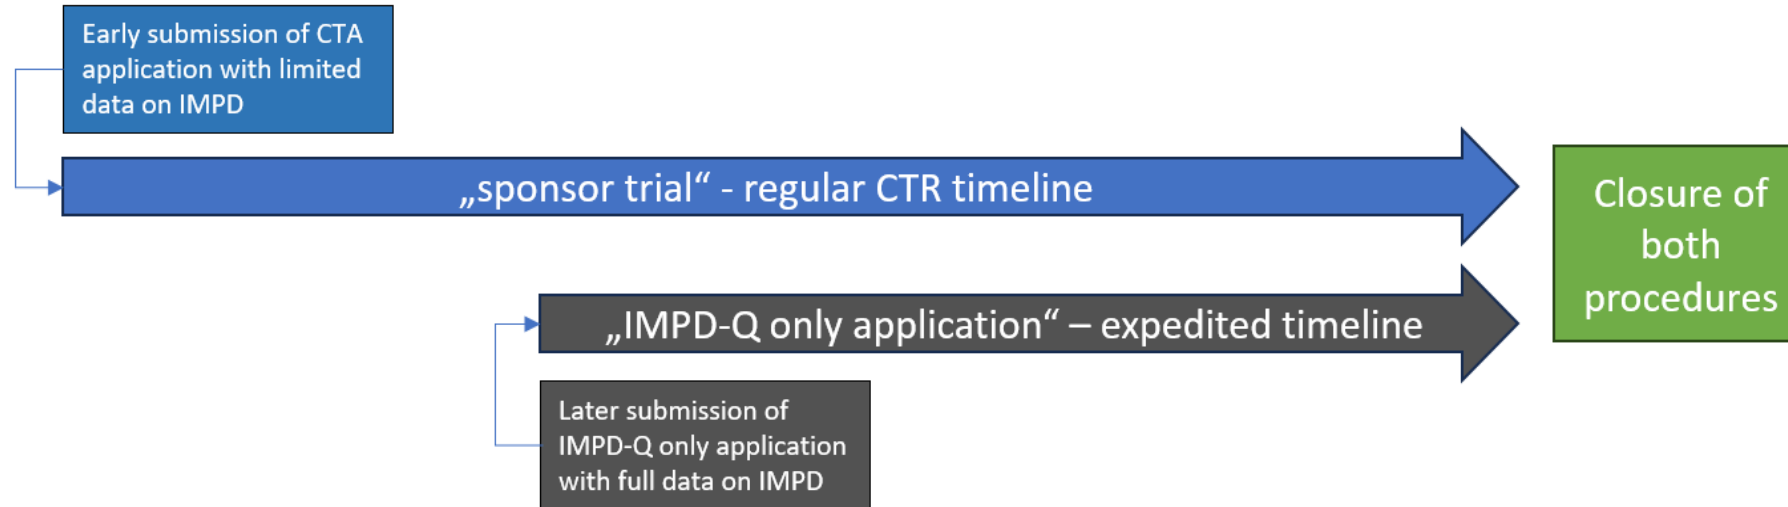 Early submission of CTA
application with limited
data on IMPD
„sponsor trial“ - regular CTR timeline
Closure of
both
procedures
„IMPD-Q only application“ – expedited timeline
Later submission of
IMPD-Q only application
with full data on IMPD